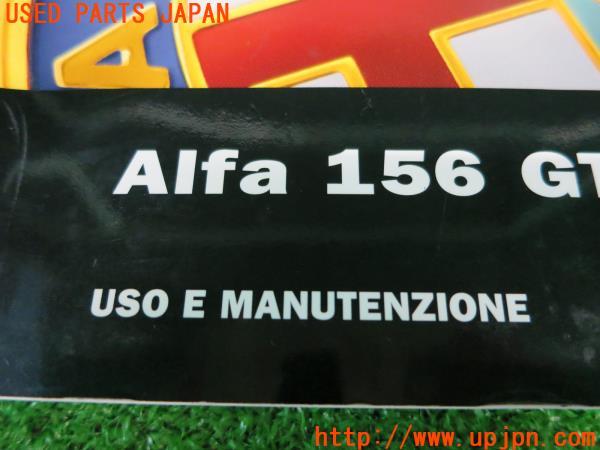 USED PARTS JAPAN
A
Alfa 156 GT
USO E MANUTENZIONE
http://www.upjpn.com